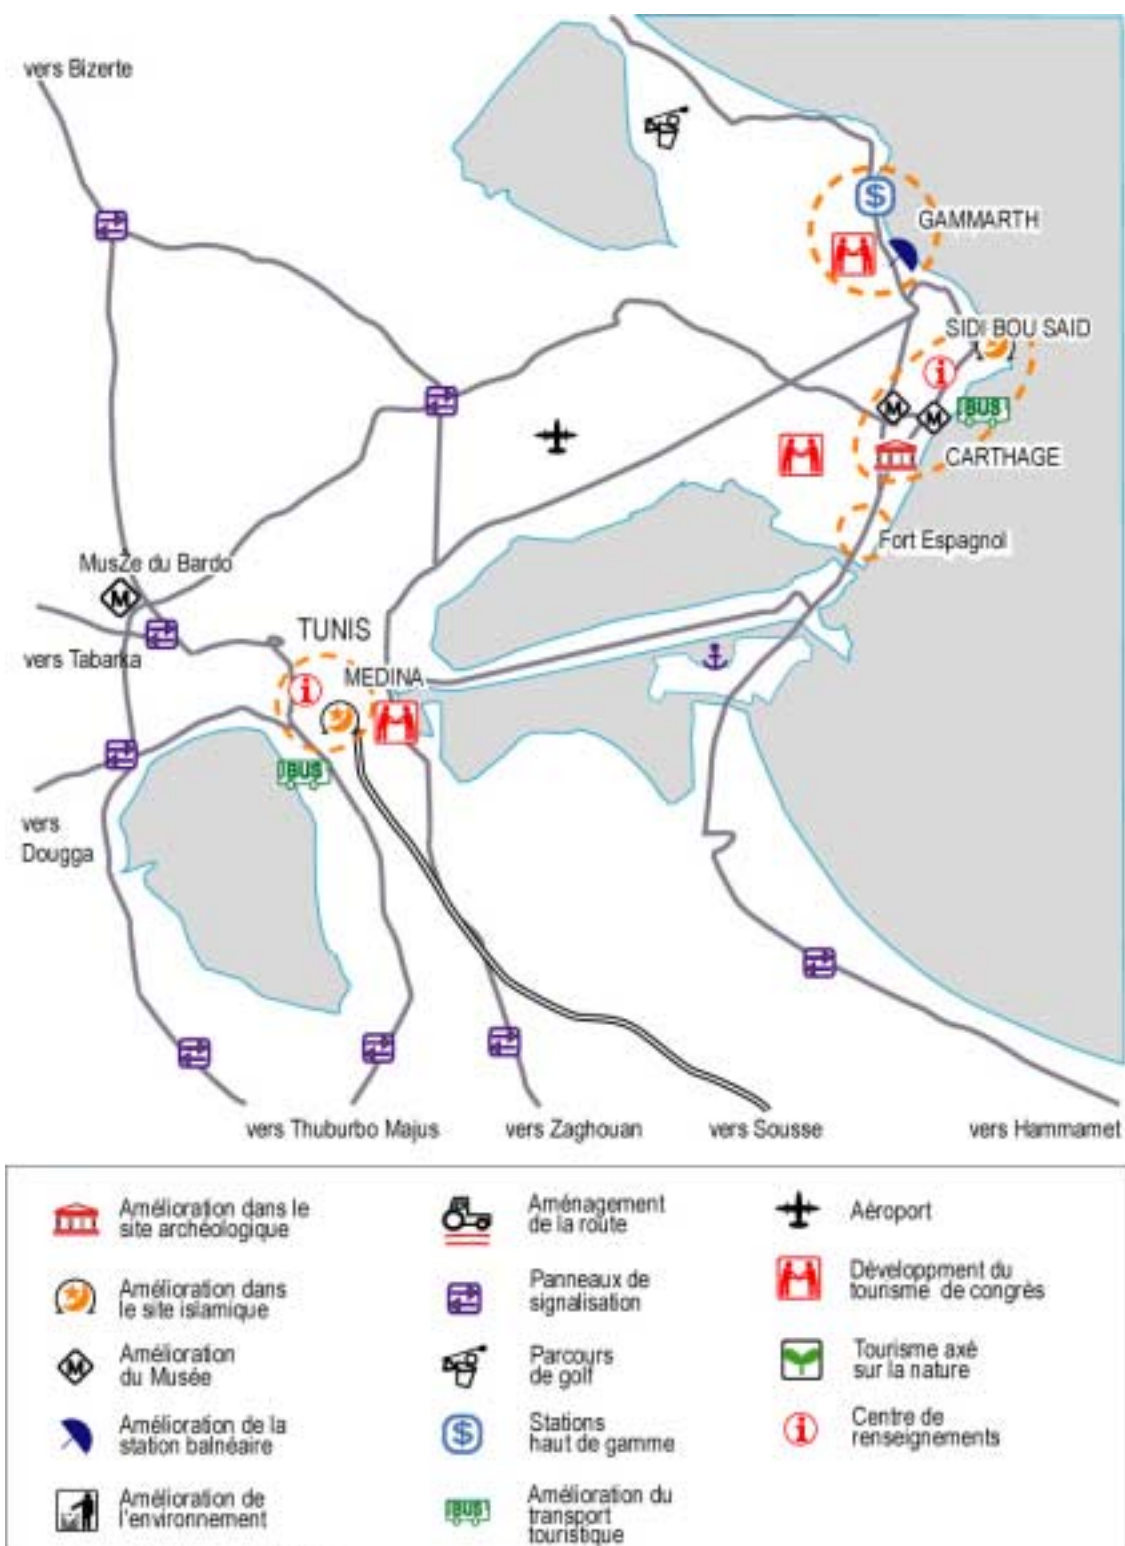 vers Bizerte
GAMMARTH
SIDI BOU SAID
BUS
CARTHAGE
Fort Espagnol
MusZe du Bardo
TUNIS
vers Tabarka
MEDINA
BUS
vers
Dougga
vers Thuburbo Majus
vers Zaghouan
vers Sousse
vers Hammamet
Amélioration dans le
site archéologique
Amélioration dans
le site islamique
M
Amélioration
du Musée
Amélioration de la
station balnéaire
Amélioration de
l'environnement
Aménagement
de la route
Panneaux de
signalisation
Parcours
de golf
$
Stations
haut de gamme
BUS
Amélioration du
transport
touristique
Aéroport
Développment du
tourisme de congrès
Tourisme axé
sur la nature
i
Centre de
renseignements